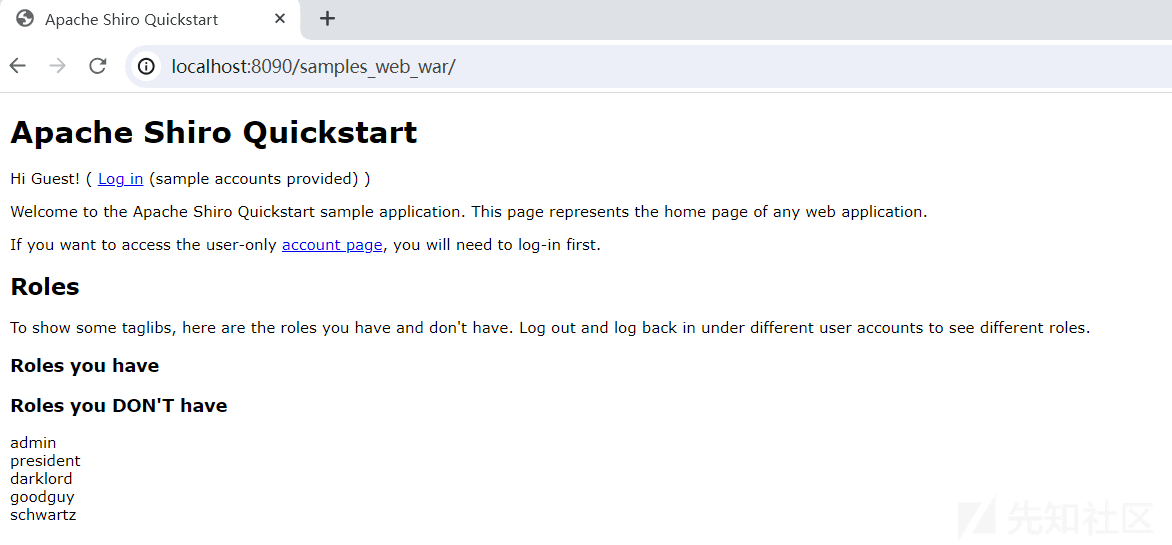 Apache Shiro Quickstart
localhost:8090/samples_web_war/
Apache Shiro Quickstart
Hi Guest! ( Log in (sample accounts provided) )
Welcome to the Apache Shiro Quickstart sample application. This page represents the home page of any web application.
If you want to access the user-only account page, you will need to log-in first.
Roles
To show some taglibs, here are the roles you have and don't have. Log out and log back in under different user accounts to see different roles.
Roles you have
Roles you DON'T have
admin
president
darklord
goodguy
schwartz
先知社区